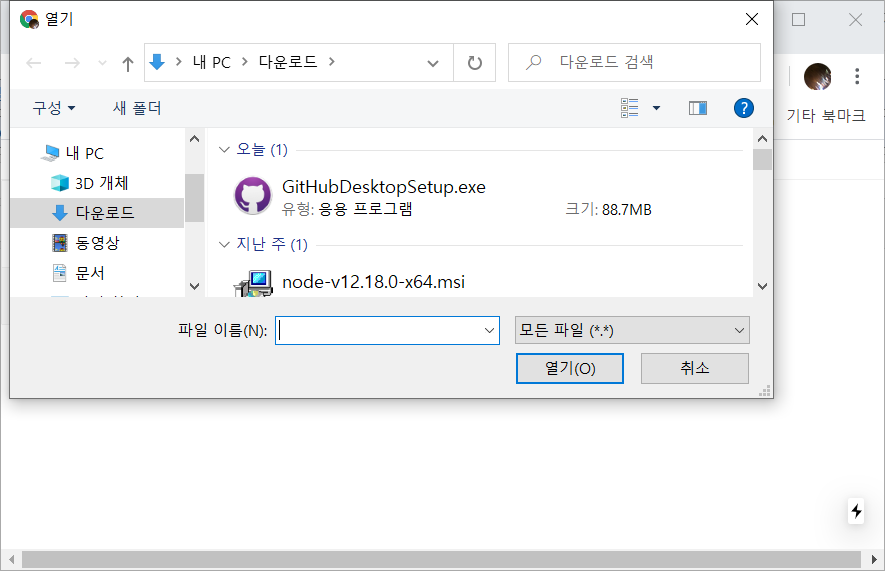 열기
내 PC
다운로드
다운로드 검색
기타 북마크
구성
새 폴더
내 PC
3D 개체
다운로드
동영상
문서
오늘 (1)
GitHubDesktopSetup.exe
유형: 응용 프로그램
크기: 88.7MB
지난 주 (1)
node-v12.18.0-x64.msi
파일 이름(N):
모든 파일 (*.*)
열기(O)
취소